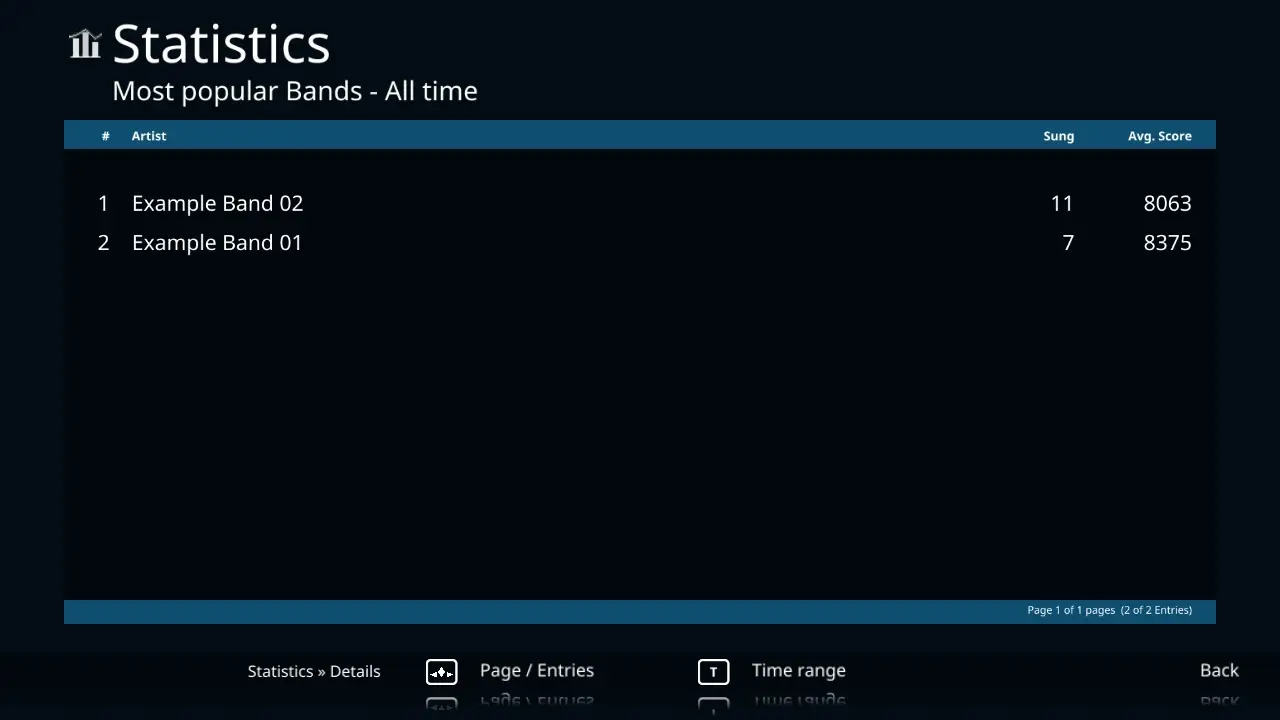 Statistics
Most popular Bands - All time
# Artist Sung Avg. Score
1 Example Band 02 11 8063
2 Example Band 01 7 8375
Page 1 of 1 pages (2 of 2 Entries)
Statistics » Details Page / Entries T Time range Back